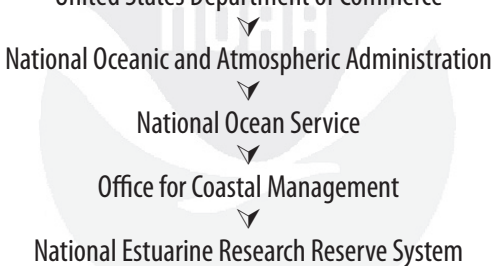 United States Department of Commerce
NOAA
National Oceanic and Atmospheric Administration
National Ocean Service
Office for Coastal Management
National Estuarine Research Reserve System